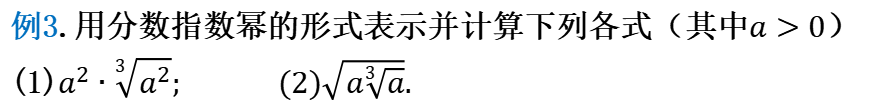 例3.用分数指数幂的形式表示并计算下列各式（其中a > 0）
(1) a² · ∛a²; (2)√a∛a.